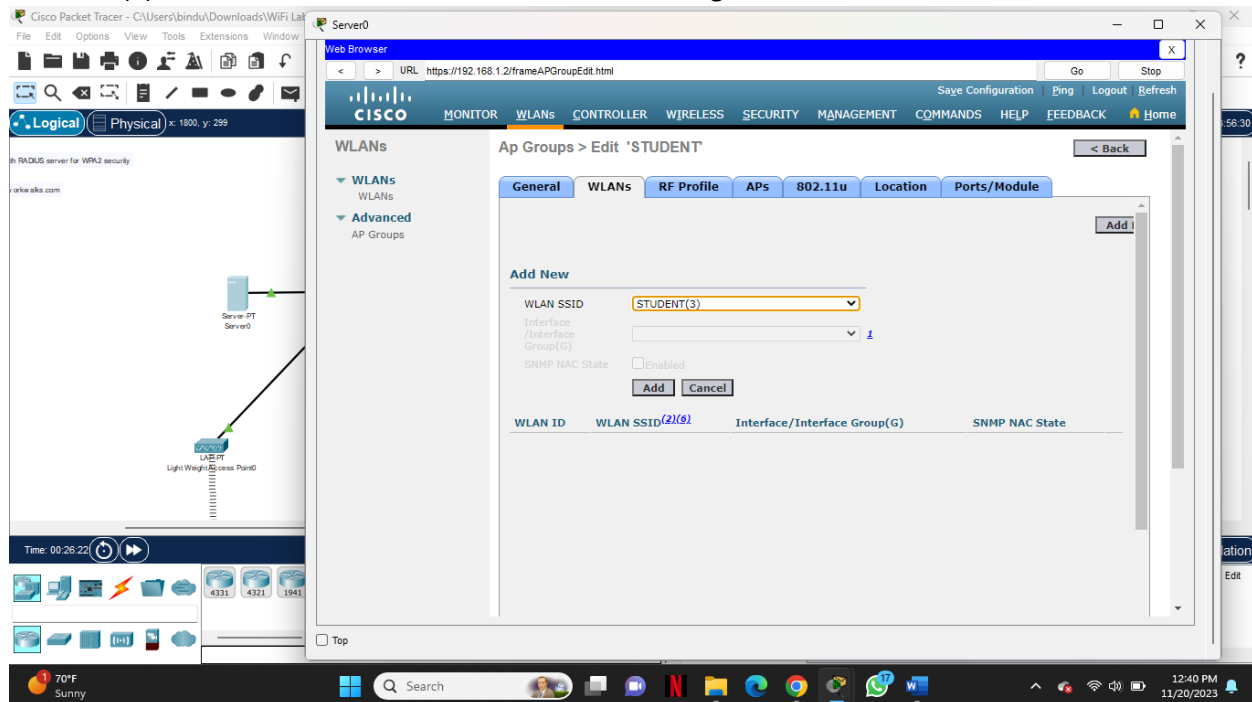 Cisco Packet Tracer - C:\Users\bindu\Downloads\WiFi Lab
File Edit Options View Tools Extensions Window
Logical Physical x: 1800, y: 299
th RADIUS server for WPA2 security
orkwalks.com
Server-PT
Server0
LAP-PT
Light Weight Access Point0
Time: 00:26:22
4331 4321 1941
Server0
Web Browser
X
< > URL https://192.168.1.2/frameAPGroupEdit.html Go Stop
Save Configuration Ping Logout Refresh
CISCO MONITOR WLANs CONTROLLER WIRELESS SECURITY MANAGEMENT COMMANDS HELP FEEDBACK Home
WLANs
WLANs
WLANs
Advanced
AP Groups
Ap Groups > Edit 'STUDENT'
< Back
General WLANs RF Profile APs 802.11u Location Ports/Module
Add
Add New
WLAN SSID STUDENT(3)
Interface
/Interface
Group(G)
1
SNMP NAC State Enabled
Add Cancel
WLAN ID WLAN SSID(2)(6) Interface/Interface Group(G) SNMP NAC State
Top
?
:56:30
lation
Edit
1
70°F
Sunny
Search
17
12:40 PM
11/20/2023